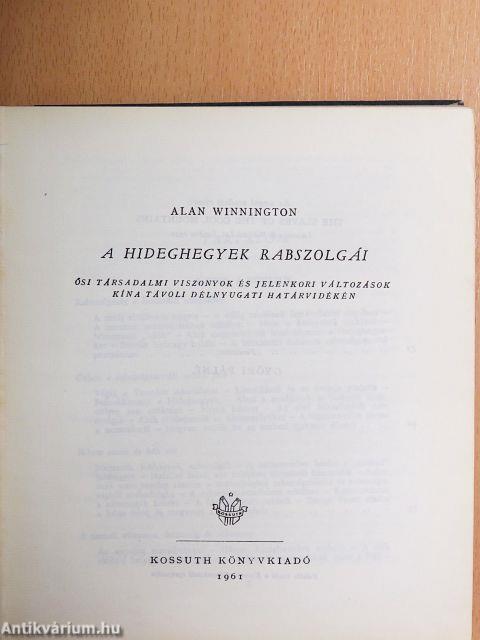 ALAN WINNINGTON
A HIDEGHEGYEK RABSZOLGÁI
ŐSI TÁRSADALMI VISZONYOK ÉS JELENKORI VÁLTOZÁSOK
KÍNA TÁVOLI DÉLNYUGATI HATÁRVIDÉKÉN
KOSSUTH
KOSSUTH KÖNYVKIADÓ
1961
Antikvárium.hu